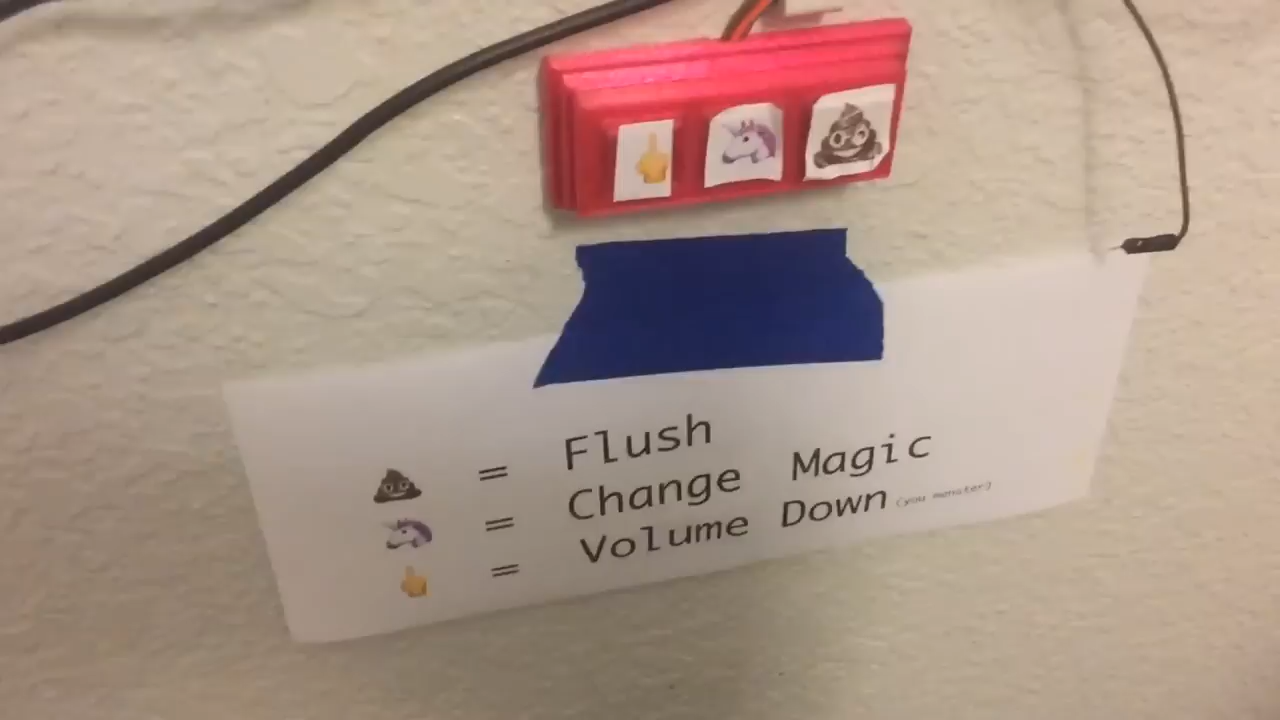 💩 = Flush
🦄 = Change Magic
🖕 = Volume Down (you monster)